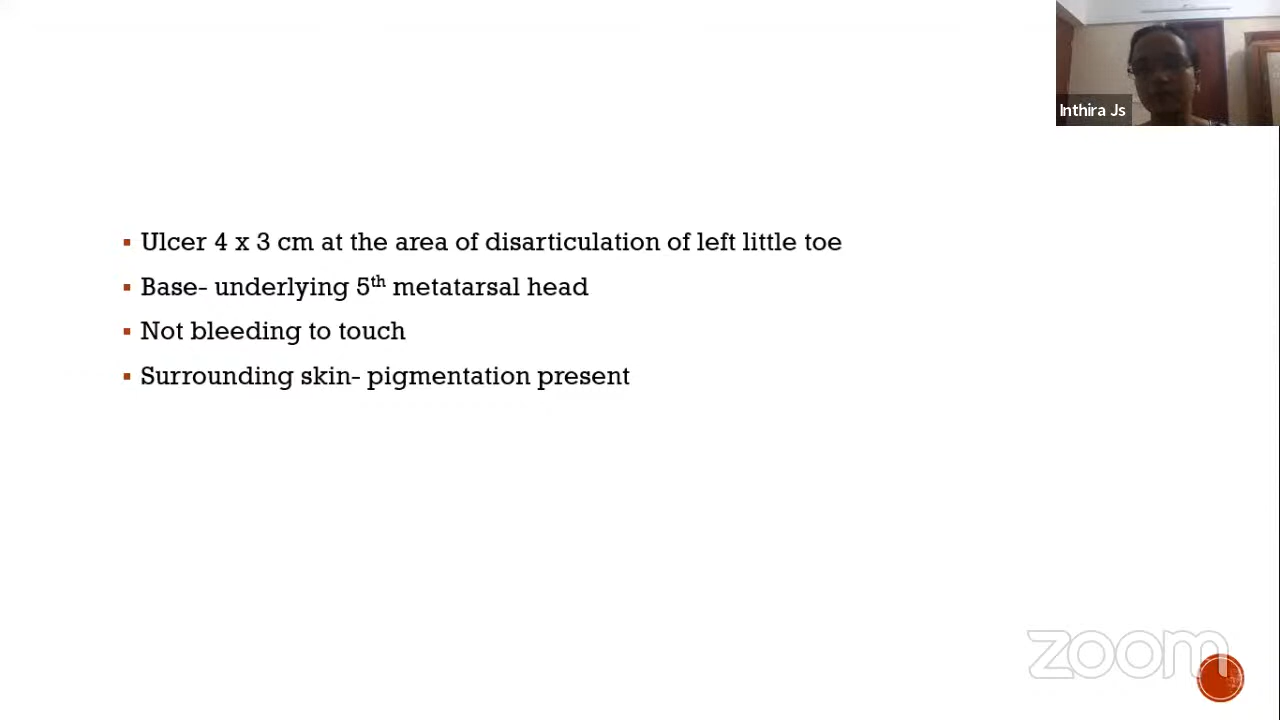 Inthira Js
Ulcer 4 x 3 cm at the area of disarticulation of left little toe
Base- underlying 5th metatarsal head
Not bleeding to touch
Surrounding skin- pigmentation present
zoom